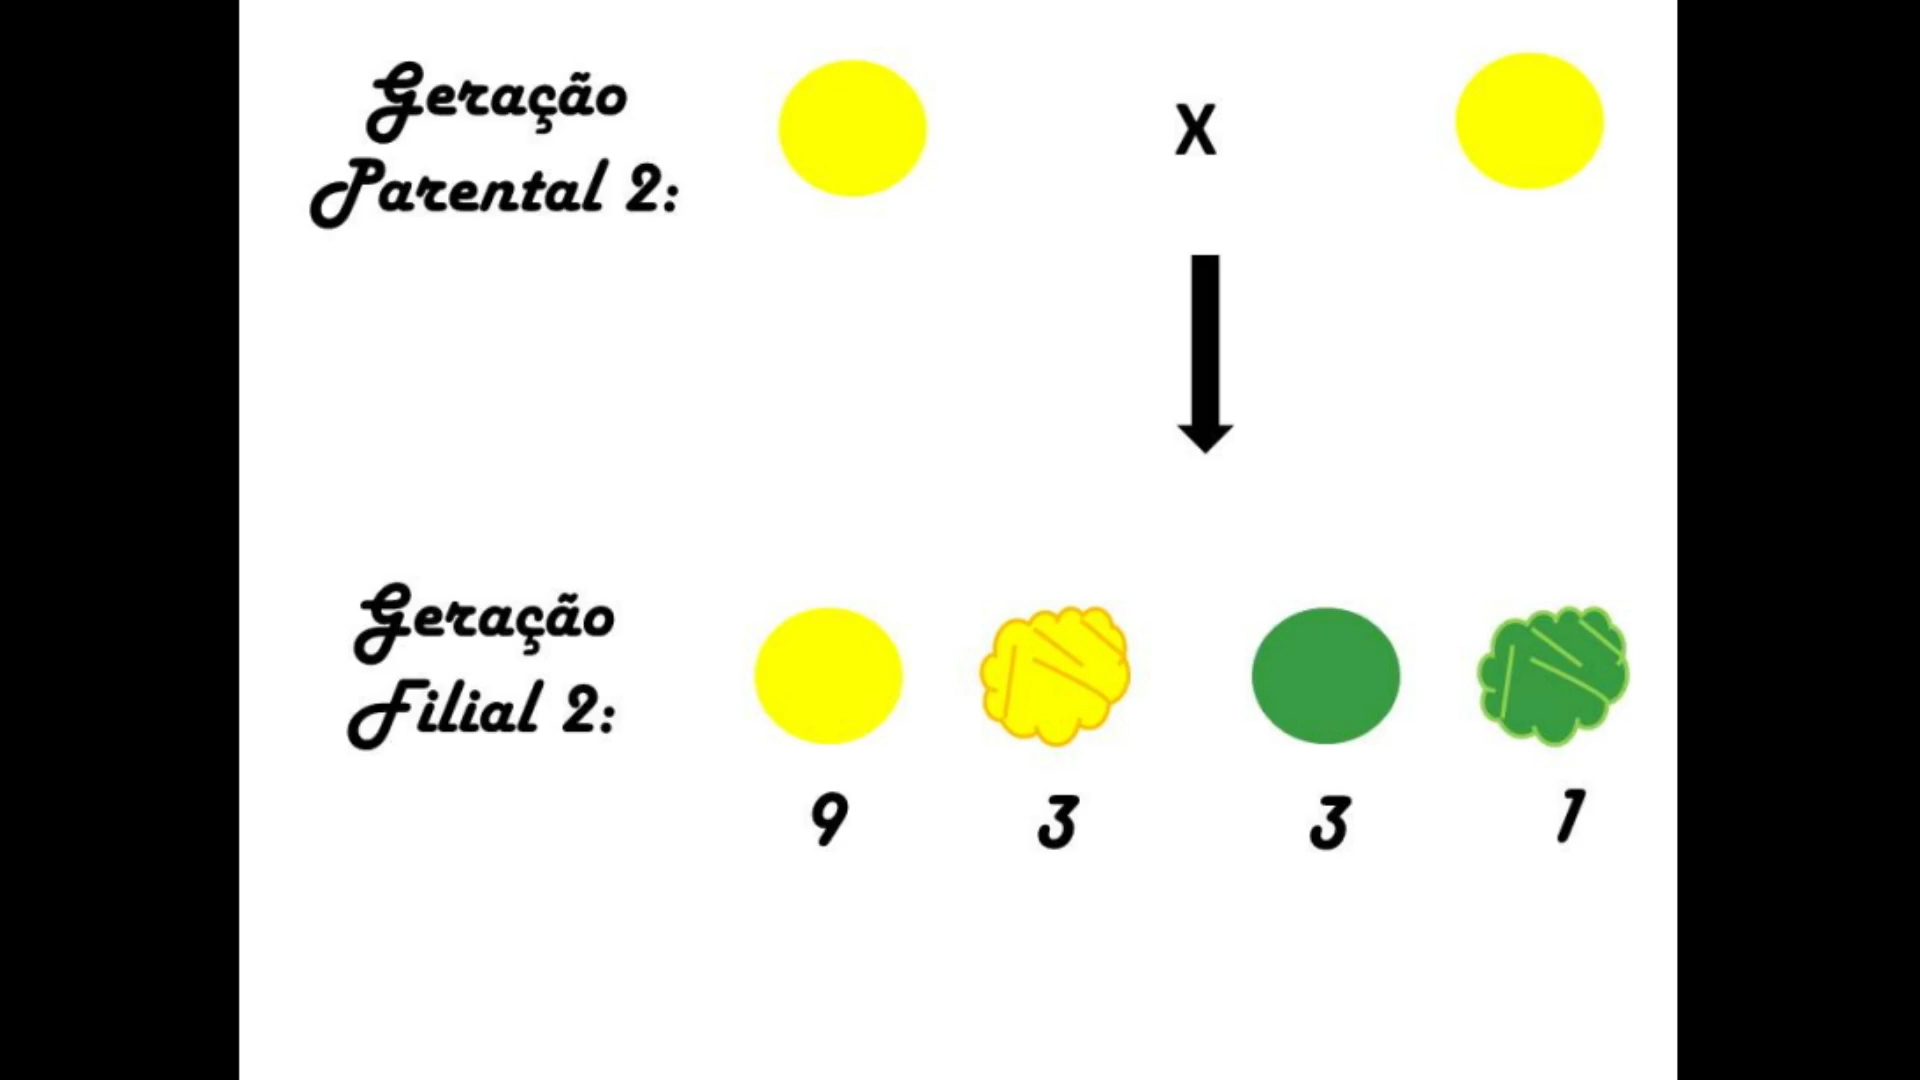 Geração
Parental 2:
X
Geração
Filial 2:
9 3 3 1